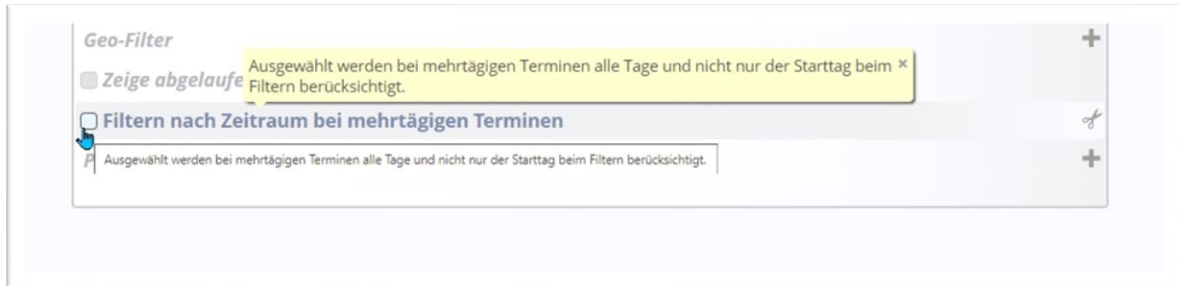 Geo-Filter
Ausgewählt werden bei mehrtägigen Terminen alle Tage und nicht nur der Starttag beim ×
Zeige abgelaufe
Filtern berücksichtigt.
Filtern nach Zeitraum bei mehrtägigen Terminen
P
Ausgewählt werden bei mehrtägigen Terminen alle Tage und nicht nur der Starttag beim Filtern berücksichtigt.